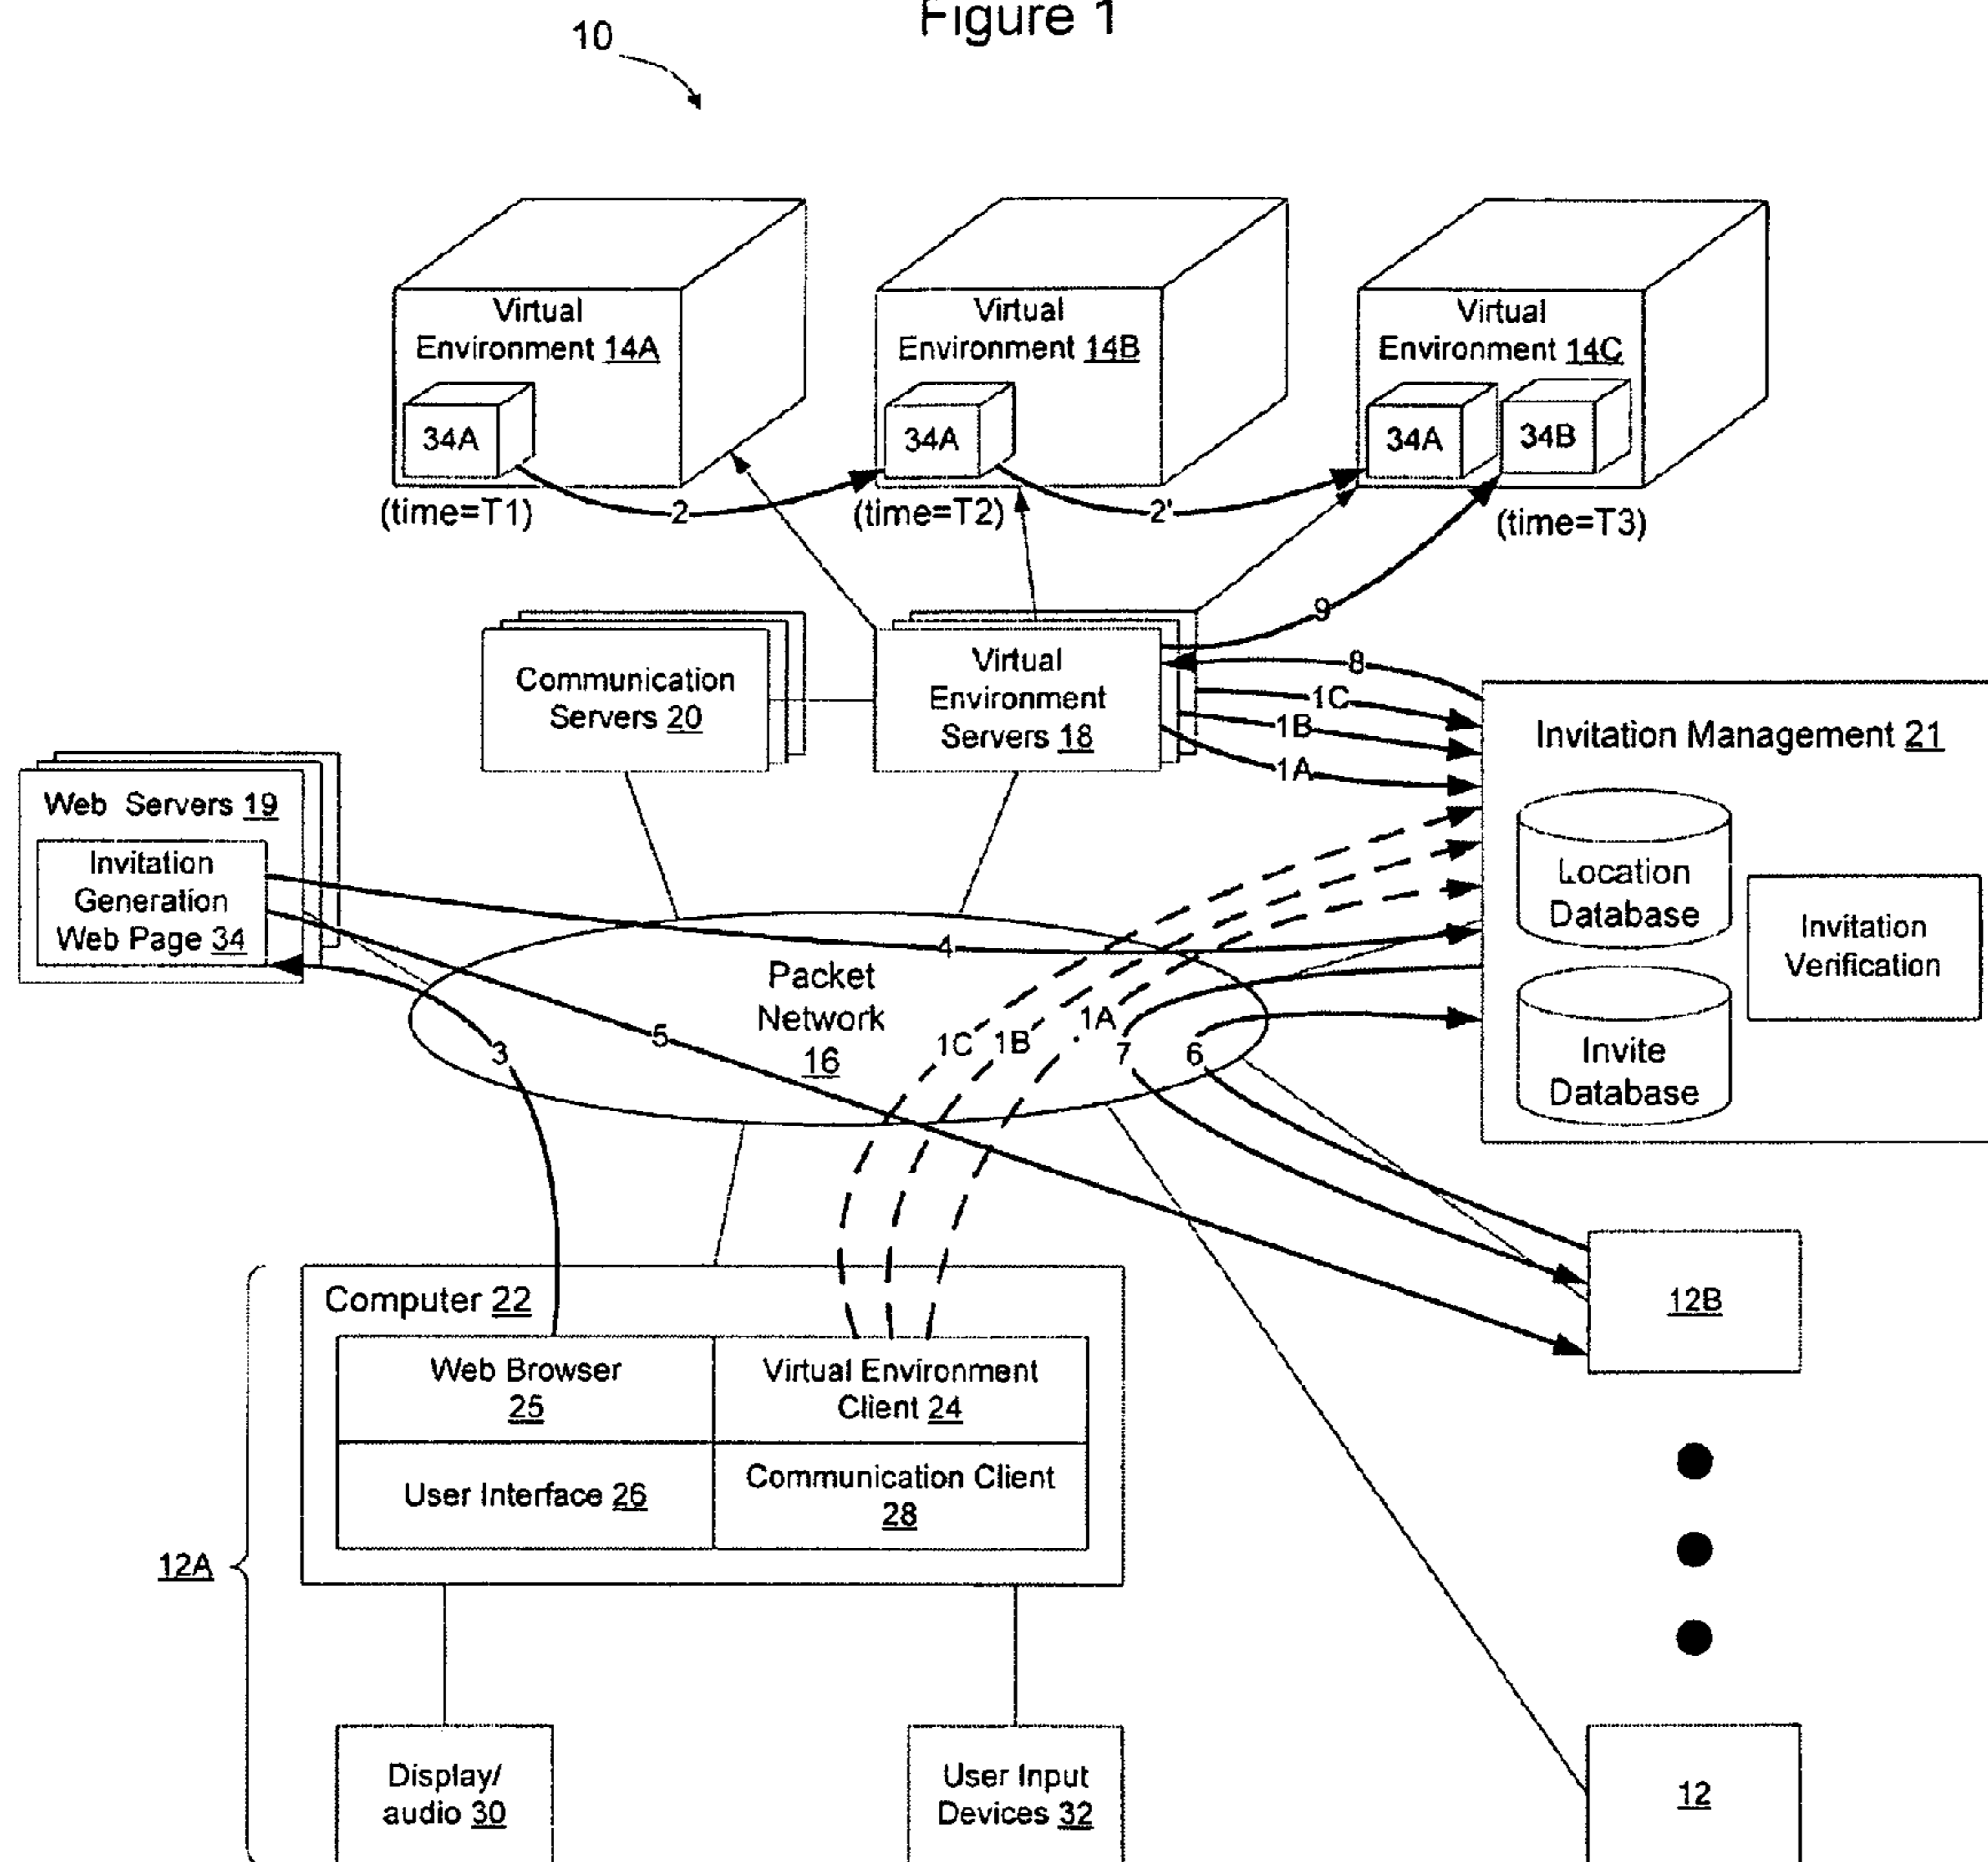 Figure 1
10
Virtual
Environment 14A
34A
(time=T1)
Virtual
Environment 14B
34A
(time=T2)
Virtual
Environment 14C
34A
34B
(time=T3)
2
2'
9
8
1C
1B
1A
Communication
Servers 20
Virtual
Environment
Servers 18
Invitation Management 21
Location
Database
Invitation
Verification
Invite
Database
Web Servers 19
Invitation
Generation
Web Page 34
4
Packet
Network
16
5
3
1C
1B
1A
7
6
12B
Computer 22
Web Browser
25
Virtual Environment
Client 24
User Interface 26
Communication Client
28
12A
Display/
audio 30
User Input
Devices 32
12